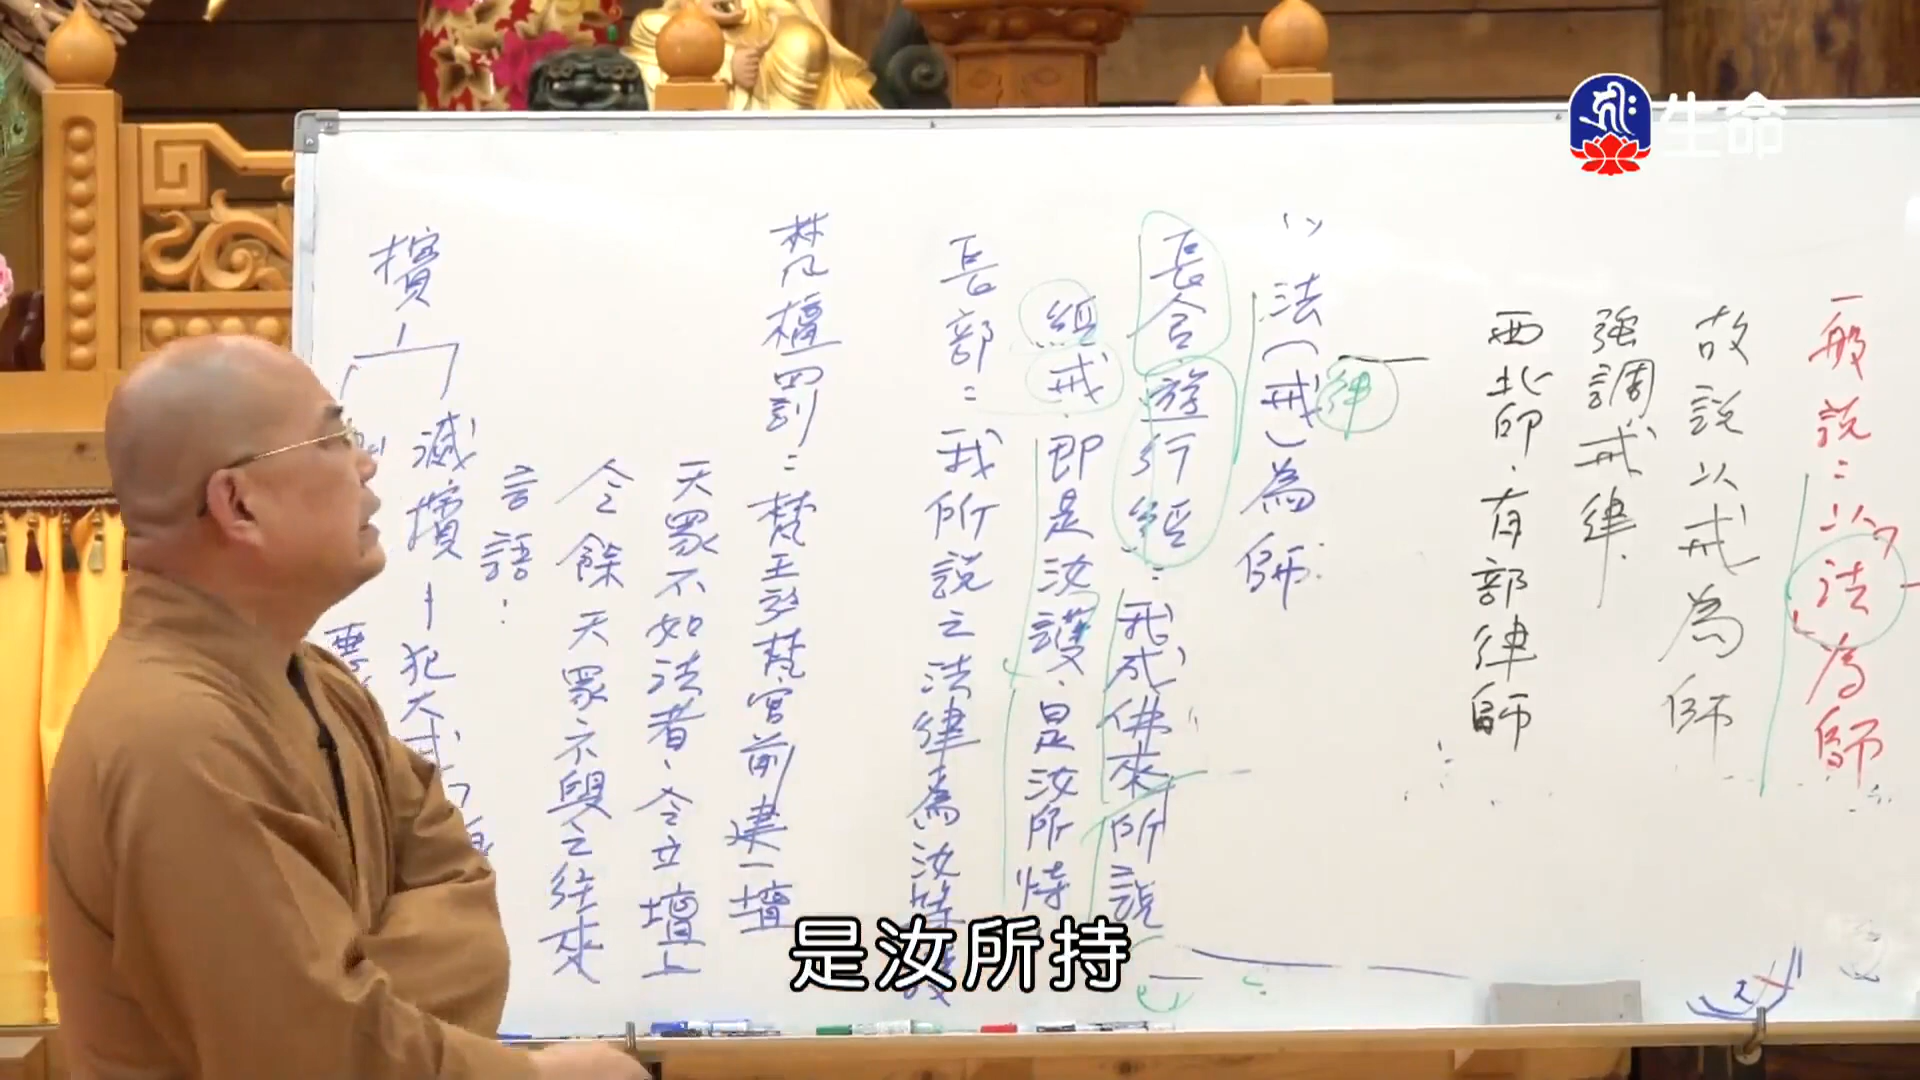 生命
一般說：以法為師
故說以戒為師
強調戒律．
西北印．有部律師
(1)
法（戒律）為師．
長含遊行經：我成佛來所說
經戒．即是汝護．是汝所持
長部：我所說之法律為汝
梵檀罰：梵王於梵宮前建一壇
天眾不如法者、令立壇上
令餘天眾不與之往來
言語．
擯
滅擯－犯大戒
是汝所持